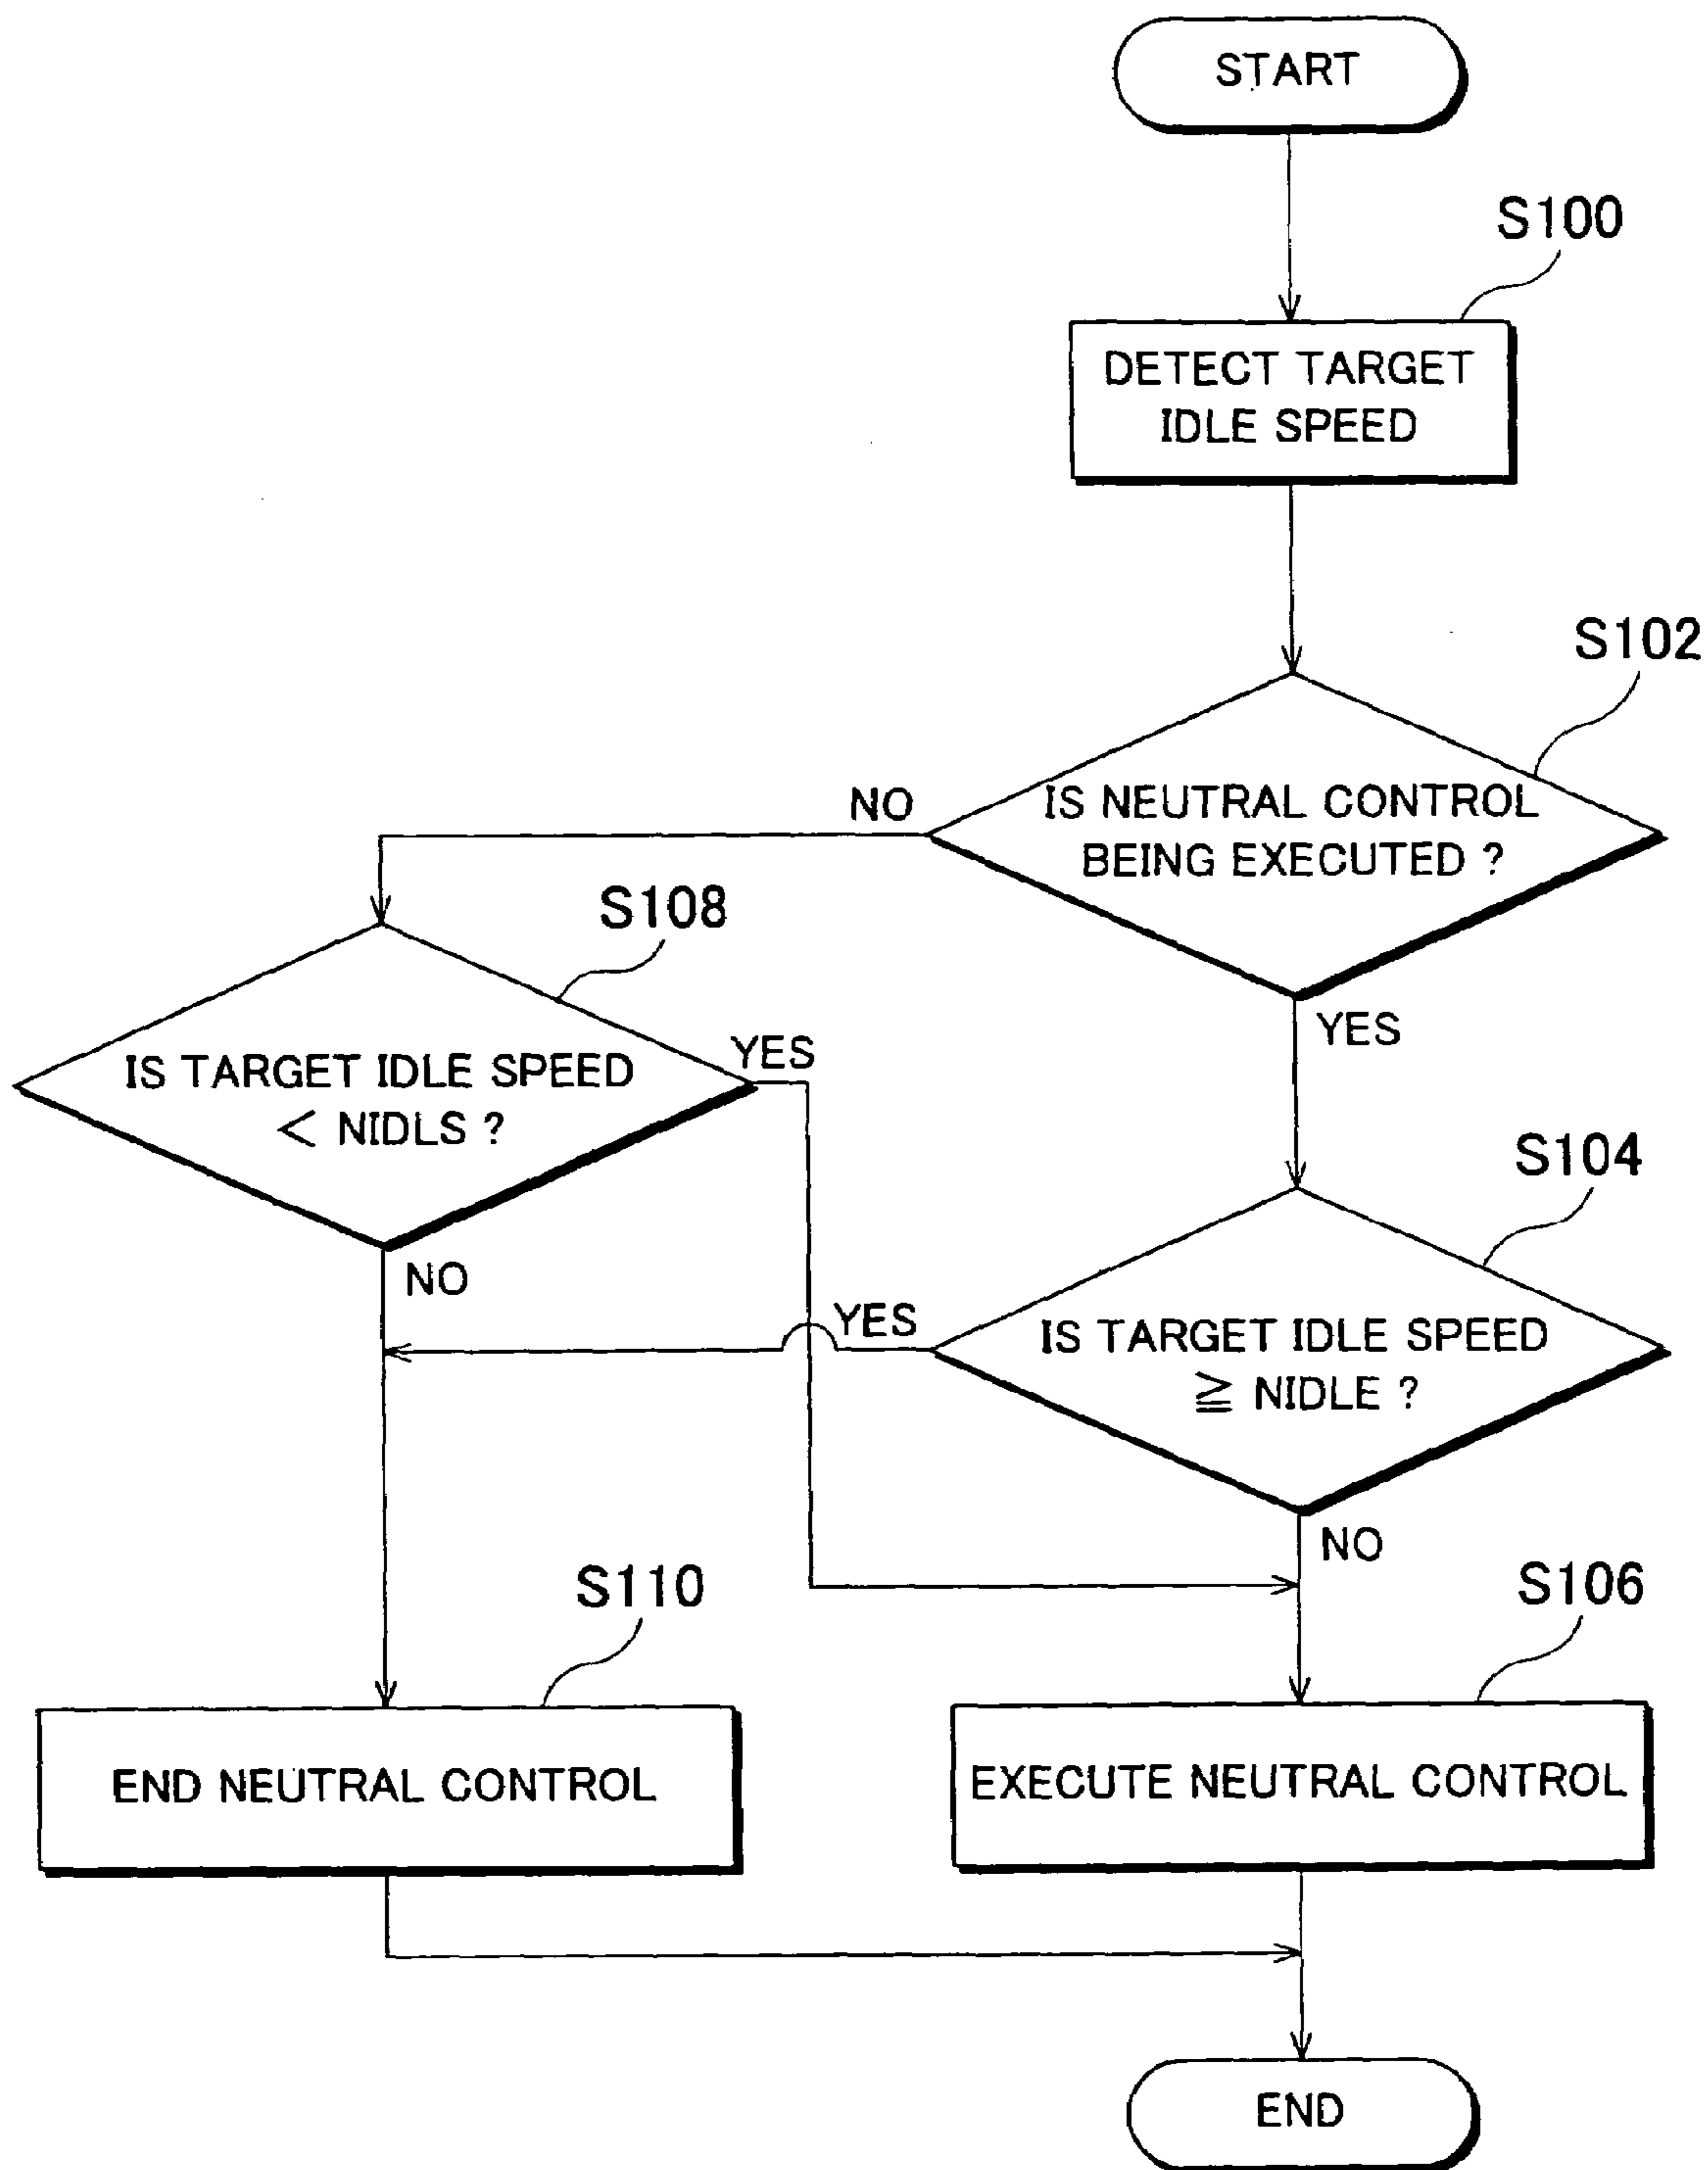 START
S100
DETECT TARGET
IDLE SPEED
S102
IS NEUTRAL CONTROL
BEING EXECUTED ?
NO
YES
S108
IS TARGET IDLE SPEED
< NIDLS ?
YES
NO
S104
IS TARGET IDLE SPEED
≧ NIDLE ?
YES
NO
S110
END NEUTRAL CONTROL
S106
EXECUTE NEUTRAL CONTROL
END